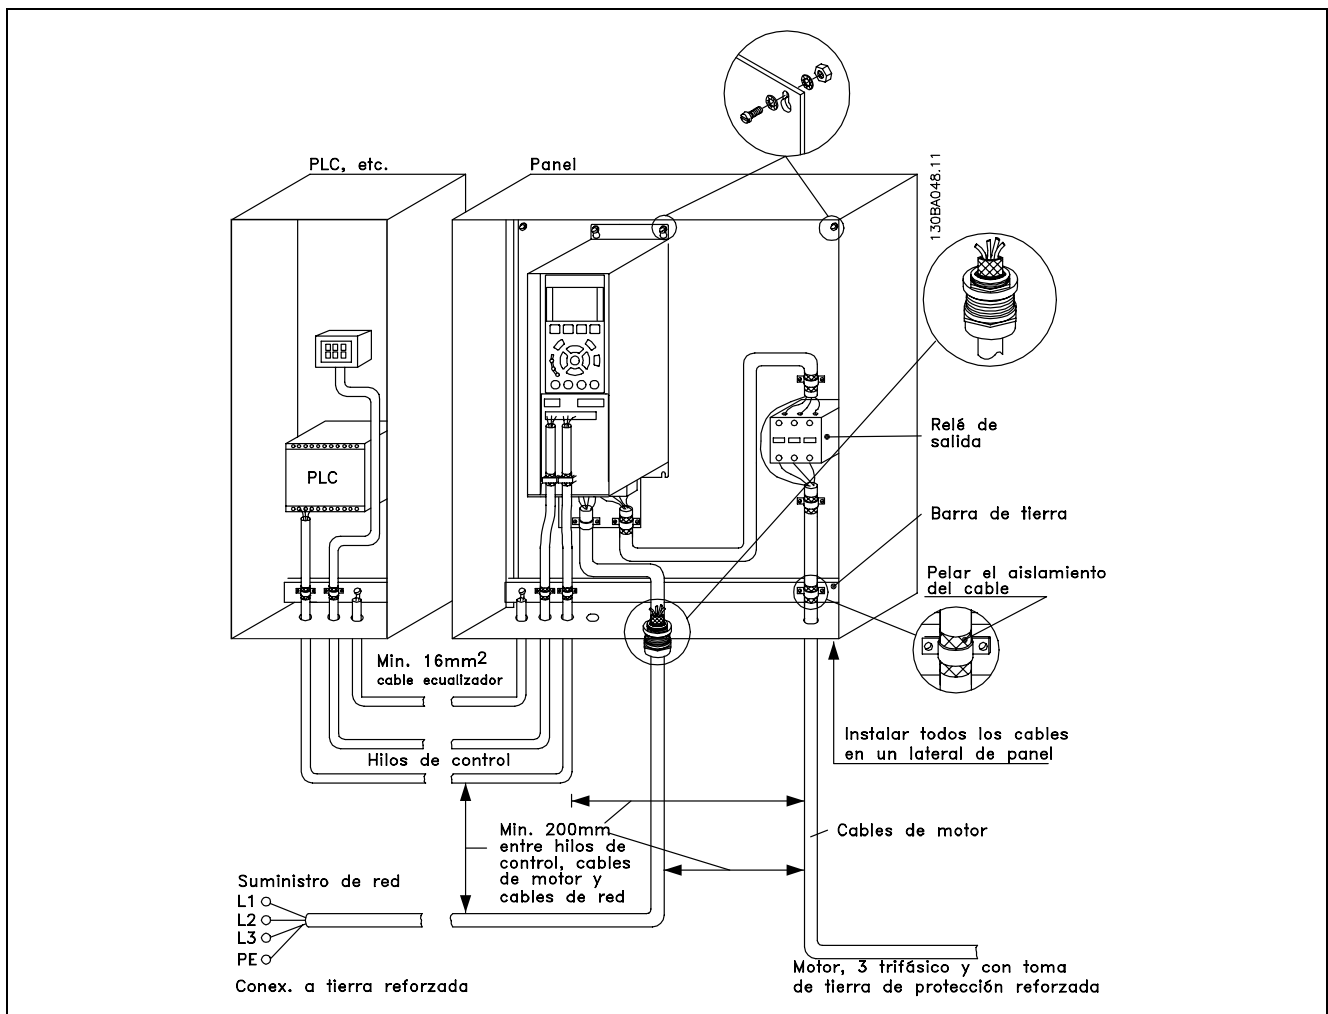 PLC, etc.
Panel
130BA048.11
PLC
Relé de
salida
Barra de tierra
Pelar el aislamiento
del cable
Min. 16mm2
cable ecualizador
Hilos de control
Instalar todos los cables
en un lateral de panel
Min. 200mm
entre hilos de
control, cables
de motor y
cables de red
Cables de motor
Suministro de red
L1
L2
L3
PE
Conex. a tierra reforzada
Motor, 3 trifásico y con toma
de tierra de protección reforzada